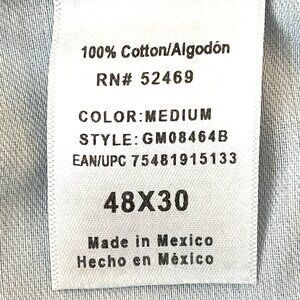 100% Cotton/Algodón
RN# 52469
COLOR:MEDIUM
STYLE: GM08464B
EAN/UPC 75481915133
48X30
Made in Mexico
Hecho en México